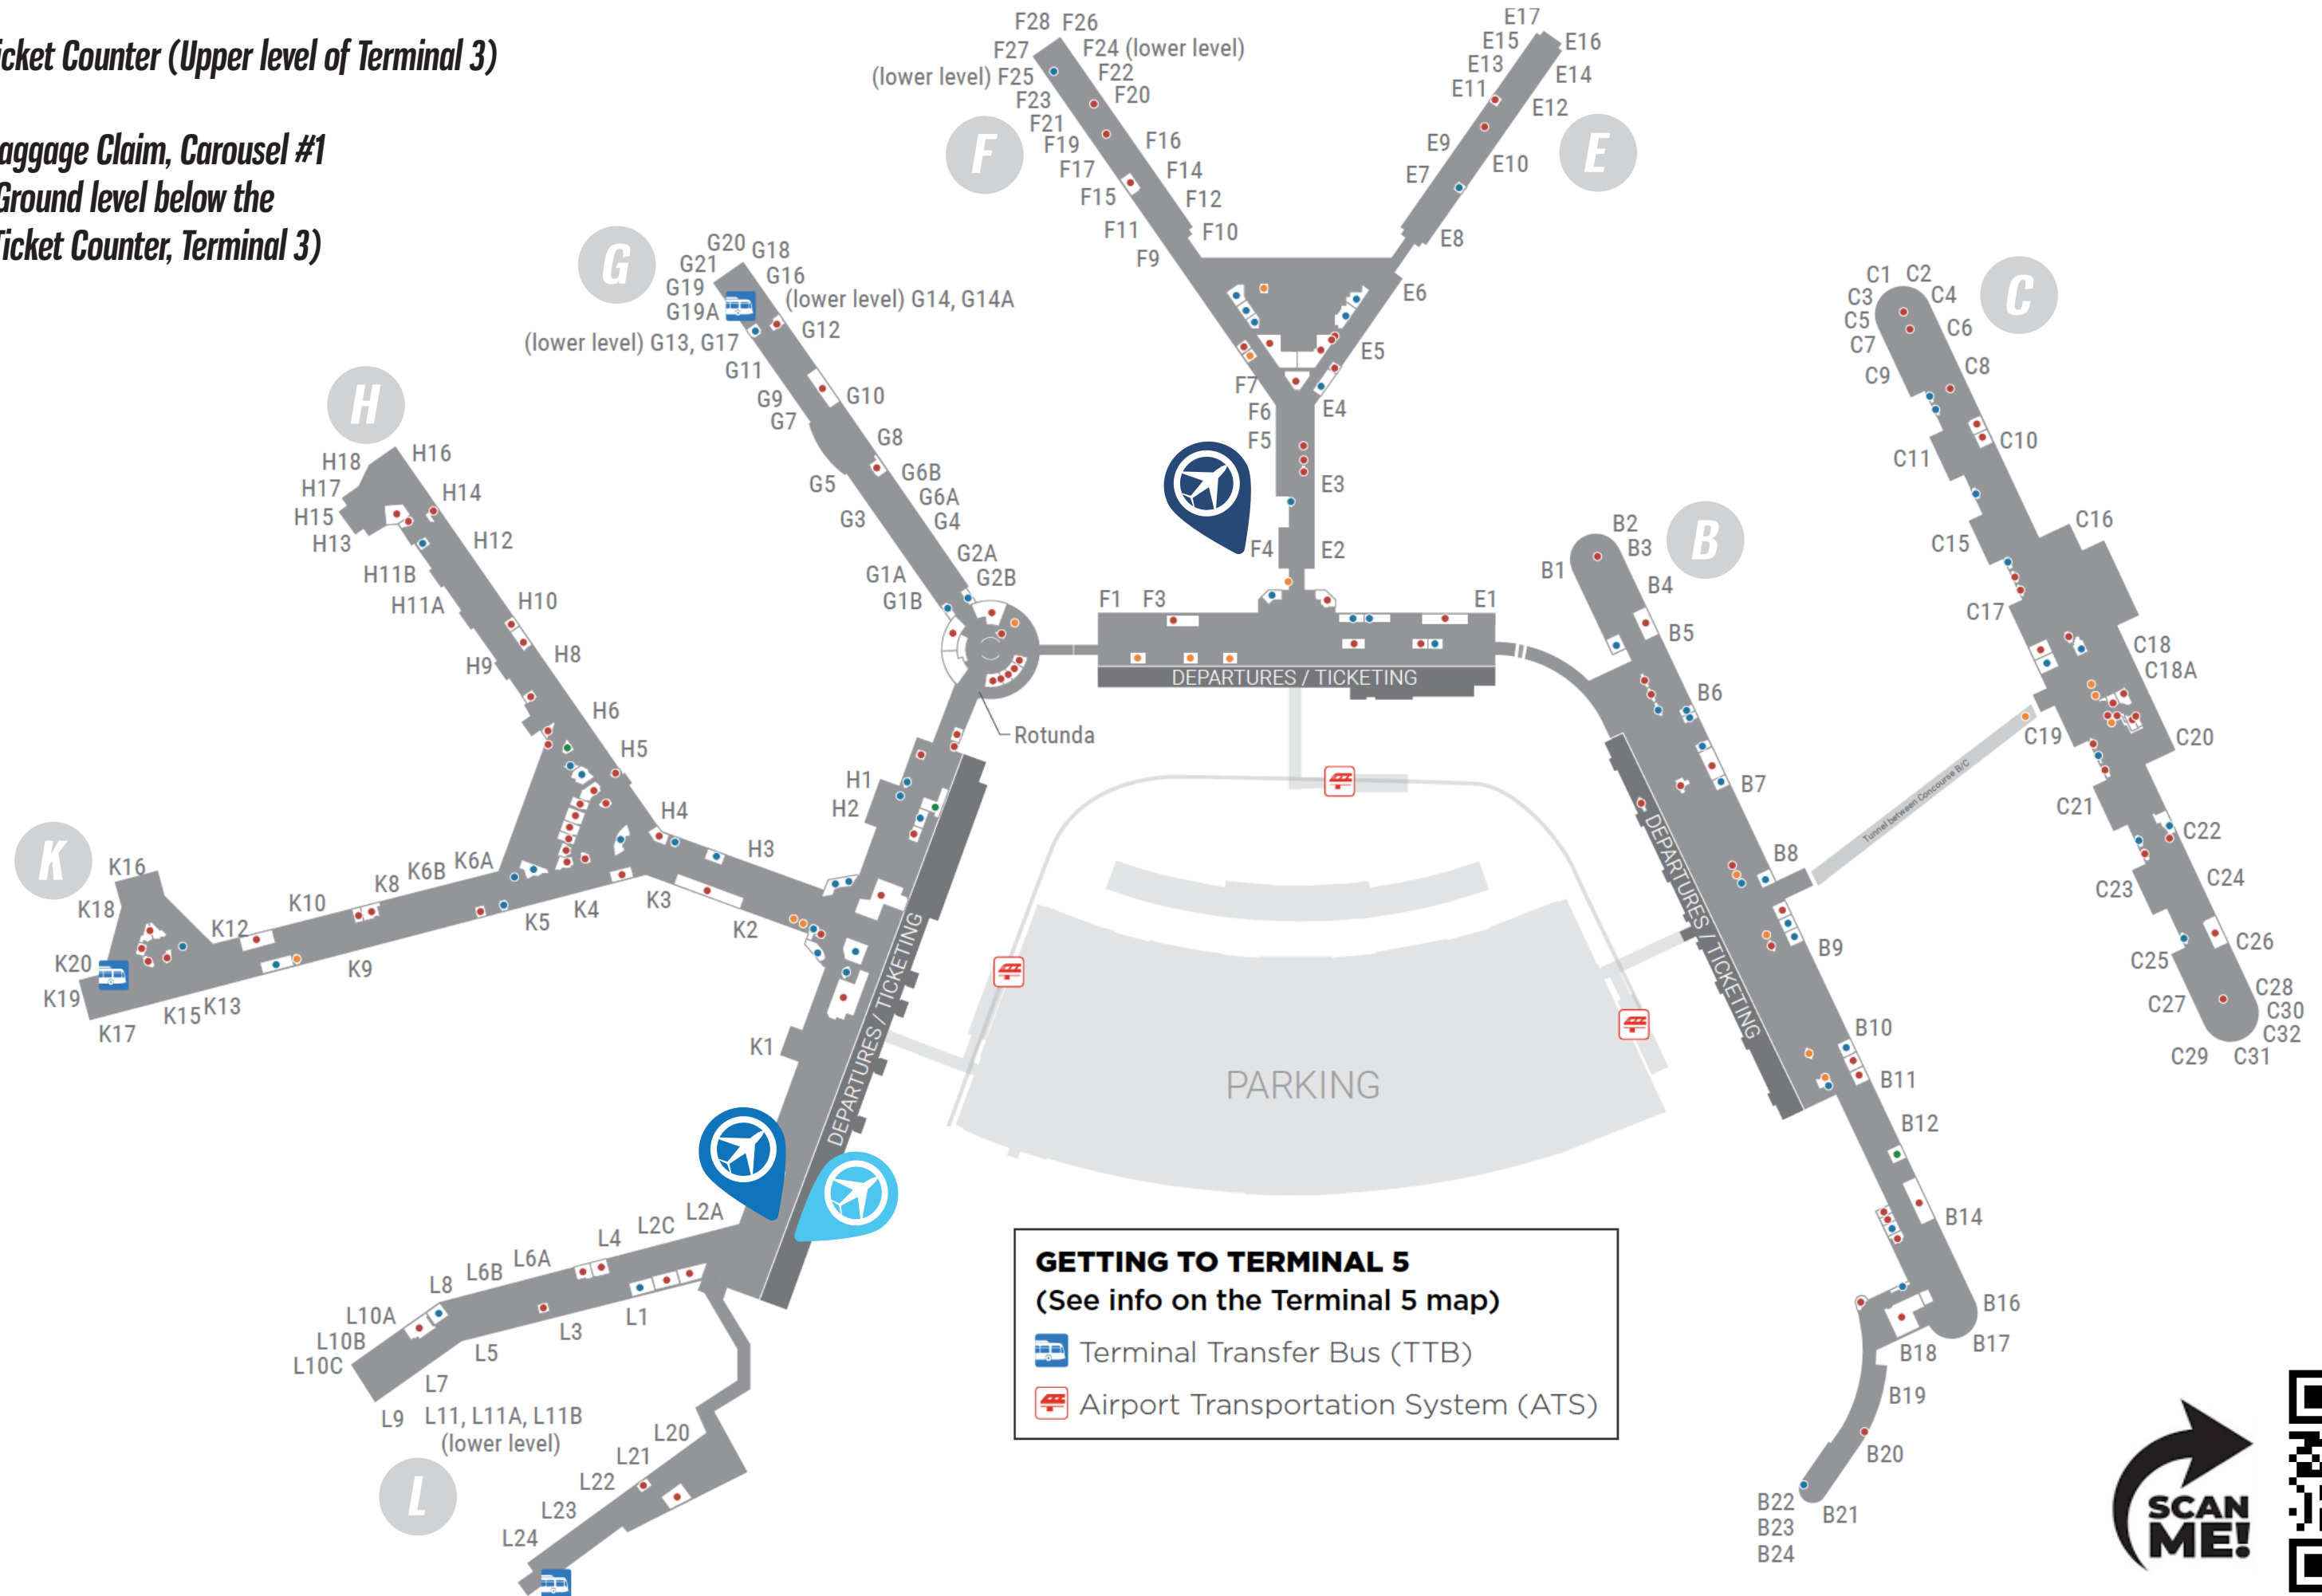 icket Counter (Upper level of Terminal 3)
aggage Claim, Carousel #1
Ground level below the
Ticket Counter, Terminal 3)
F
F28 F26
F27
F24 (lower level)
(lower level) F25
F22
F23
F20
F21
F19
F16
F17
F14
F15
F12
F11
F10
F9
F7
F6
F5
F4
F1
F3
E
E17
E15
E16
E13
E14
E11
E12
E9
E10
E7
E8
E6
E5
E4
E3
E2
E1
DEPARTURES / TICKETING
G
G20
G18
G21
G16
G19
(lower level) G14, G14A
G19A
G12
(lower level) G13, G17
G11
G10
G9
G7
G8
G6B
G5
G6A
G3
G4
G2A
G1A
G2B
G1B
Rotunda
H
H16
H18
H17
H14
H15
H13
H12
H11B
H11A
H10
H9
H8
H6
H5
H4
H3
H1
H2
K
K16
K18
K20
K19
K17
K15
K13
K12
K10
K9
K8
K6B
K6A
K5
K4
K3
K2
K1
DEPARTURES / TICKETING
L
L2A
L2C
L4
L6A
L6B
L8
L10A
L10B
L10C
L1
L3
L5
L7
L9
L11, L11A, L11B
(lower level)
L20
L21
L22
L23
L24
B
B2
B3
B1
B4
B5
B6
B7
B8
B9
B10
B11
B12
B14
B16
B17
B18
B19
B20
B21
B22
B23
B24
DEPARTURES / TICKETING
Tunnel between Concourse B/C
C
C1 C2
C3
C4
C5
C6
C7
C8
C9
C10
C11
C16
C15
C17
C18
C18A
C19
C20
C21
C22
C23
C24
C25
C26
C27
C28
C30
C32
C29
C31
PARKING
GETTING TO TERMINAL 5
(See info on the Terminal 5 map)
Terminal Transfer Bus (TTB)
Airport Transportation System (ATS)
SCAN
ME!